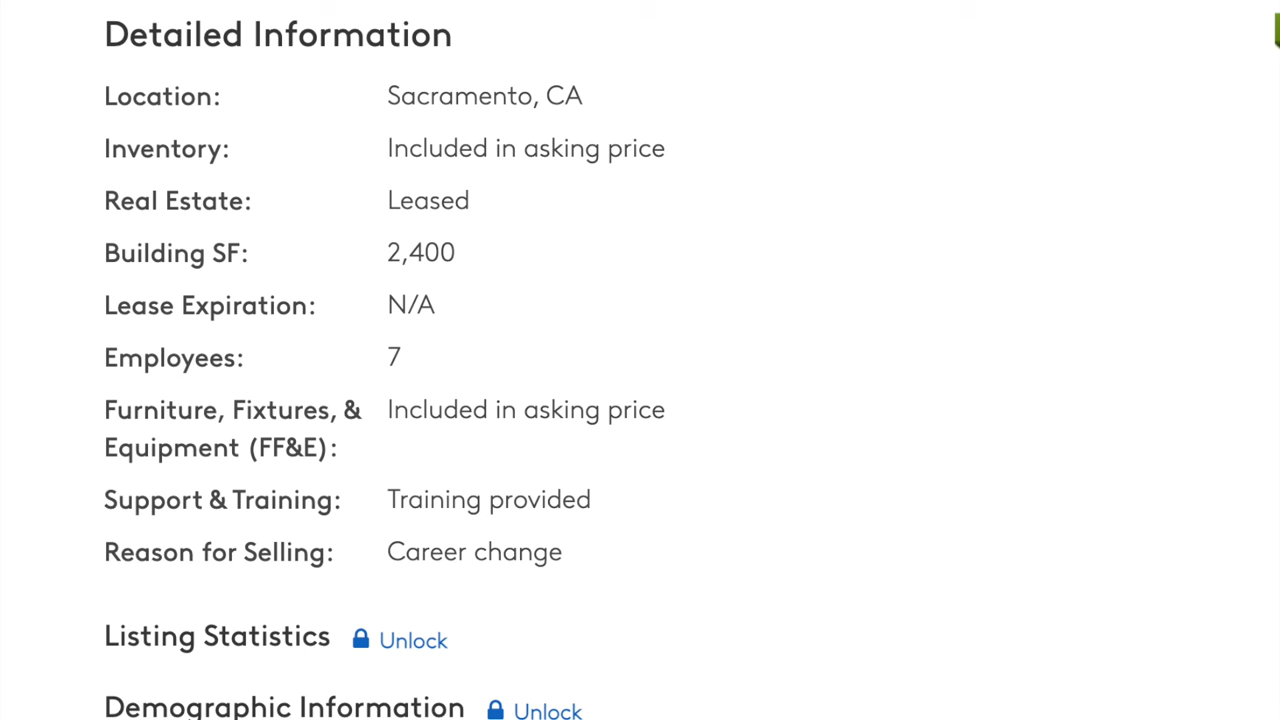 Detailed Information
Location: Sacramento, CA
Inventory: Included in asking price
Real Estate: Leased
Building SF: 2,400
Lease Expiration: N/A
Employees: 7
Furniture, Fixtures, & Included in asking price
Equipment (FF&E):
Support & Training: Training provided
Reason for Selling: Career change
Listing Statistics Unlock
Demographic Information Unlock